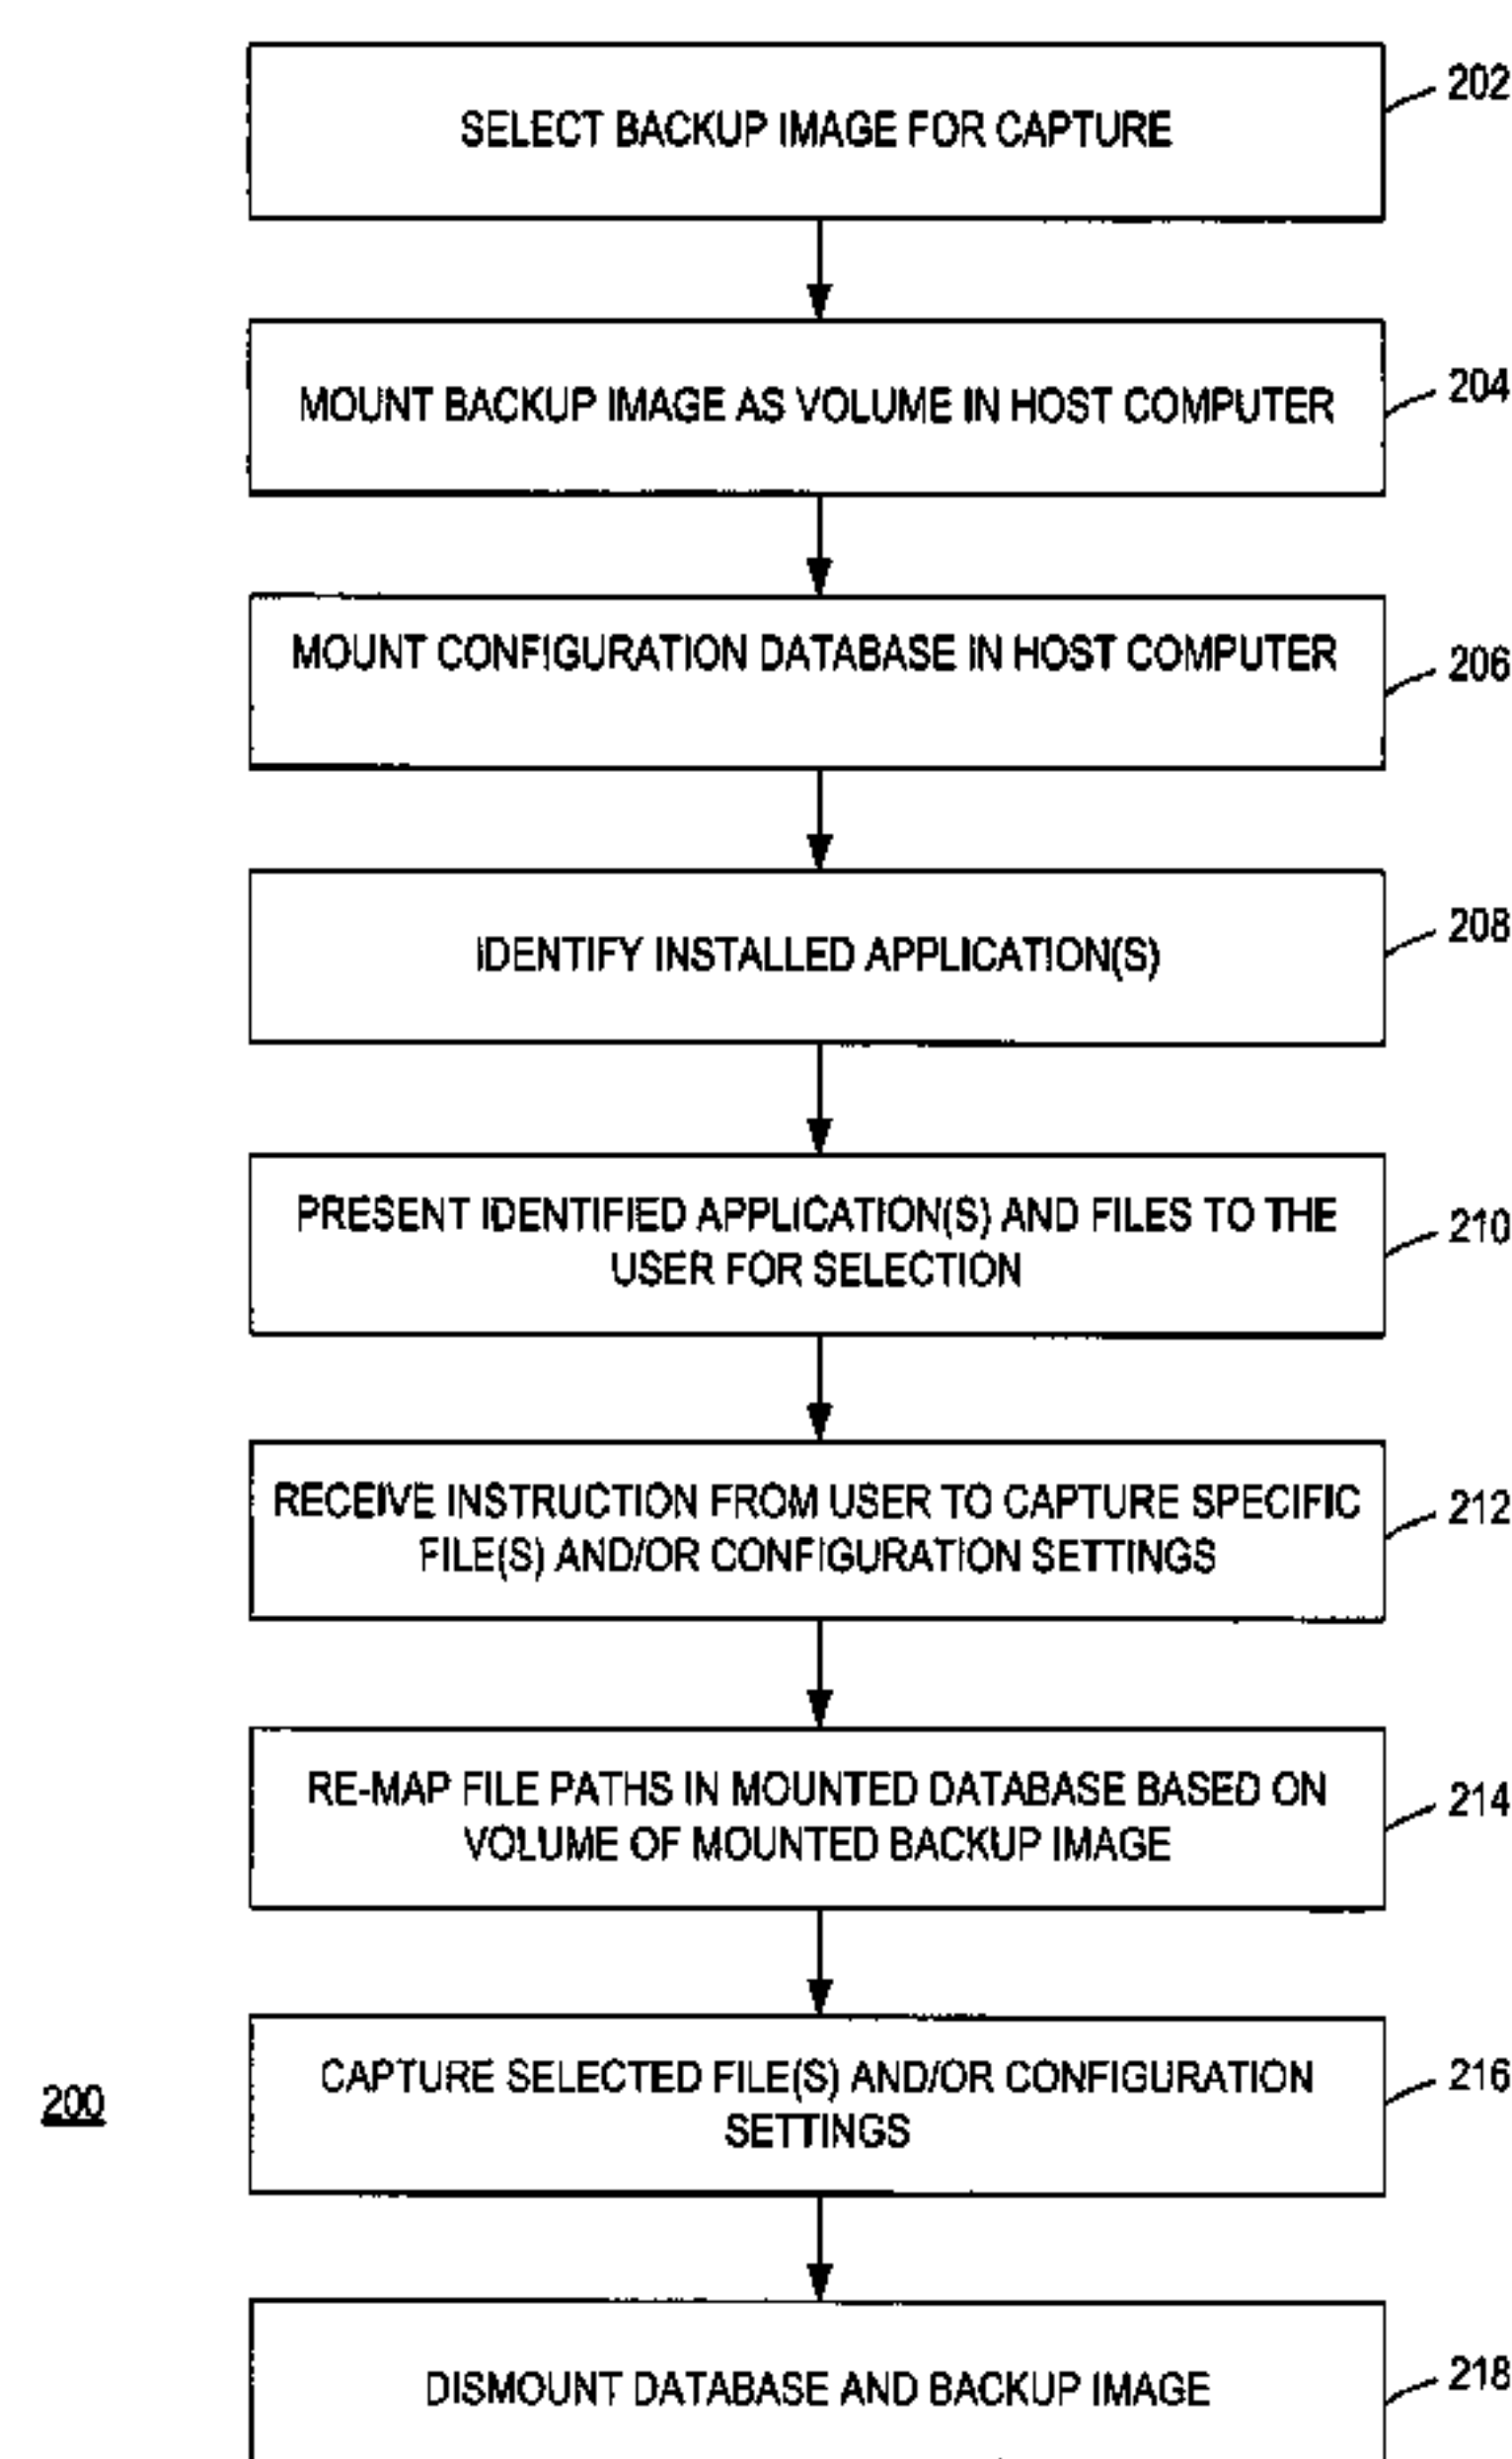 SELECT BACKUP IMAGE FOR CAPTURE
202
MOUNT BACKUP IMAGE AS VOLUME IN HOST COMPUTER
204
MOUNT CONFIGURATION DATABASE IN HOST COMPUTER
206
IDENTIFY INSTALLED APPLICATION(S)
208
PRESENT IDENTIFIED APPLICATION(S) AND FILES TO THE
USER FOR SELECTION
210
RECEIVE INSTRUCTION FROM USER TO CAPTURE SPECIFIC
FILE(S) AND/OR CONFIGURATION SETTINGS
212
RE-MAP FILE PATHS IN MOUNTED DATABASE BASED ON
VOLUME OF MOUNTED BACKUP IMAGE
214
CAPTURE SELECTED FILE(S) AND/OR CONFIGURATION
SETTINGS
216
200
DISMOUNT DATABASE AND BACKUP IMAGE
218